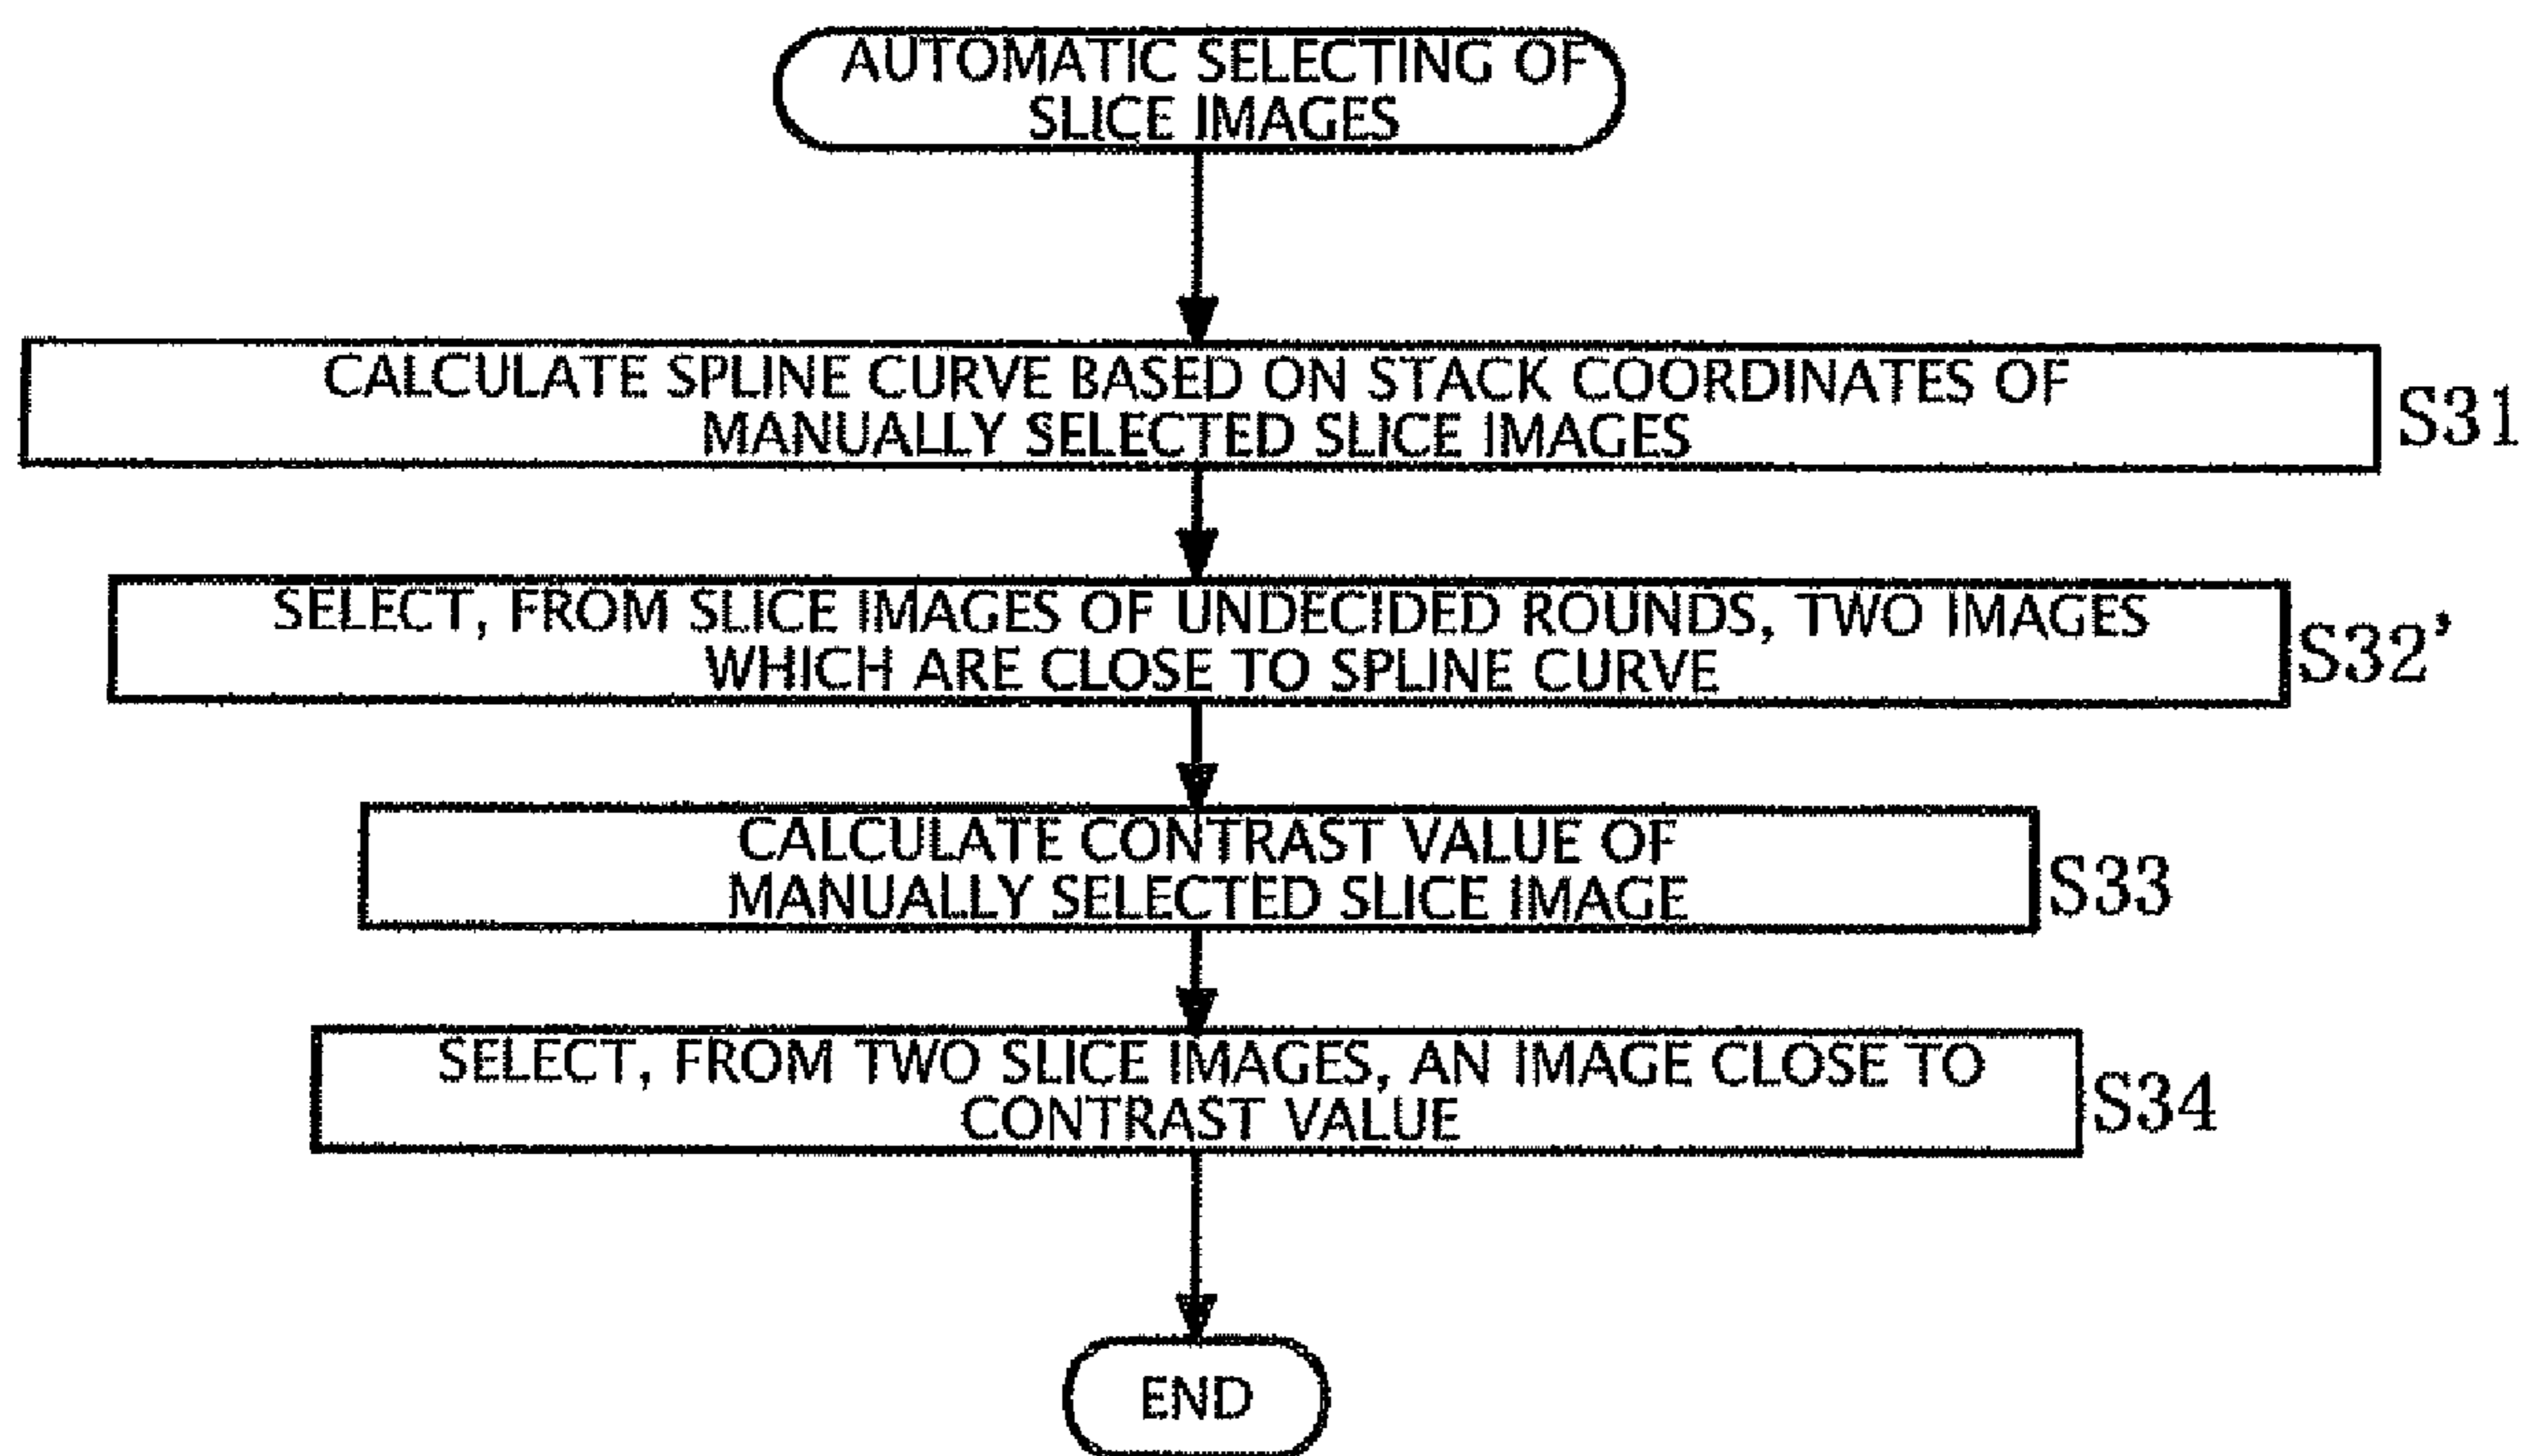 AUTOMATIC SELECTING OF
SLICE IMAGES
CALCULATE SPLINE CURVE BASED ON STACK COORDINATES OF
MANUALLY SELECTED SLICE IMAGES
S31
SELECT, FROM SLICE IMAGES OF UNDECIDED ROUNDS, TWO IMAGES
WHICH ARE CLOSE TO SPLINE CURVE
S32'
CALCULATE CONTRAST VALUE OF
MANUALLY SELECTED SLICE IMAGE
S33
SELECT, FROM TWO SLICE IMAGES, AN IMAGE CLOSE TO
CONTRAST VALUE
S34
END